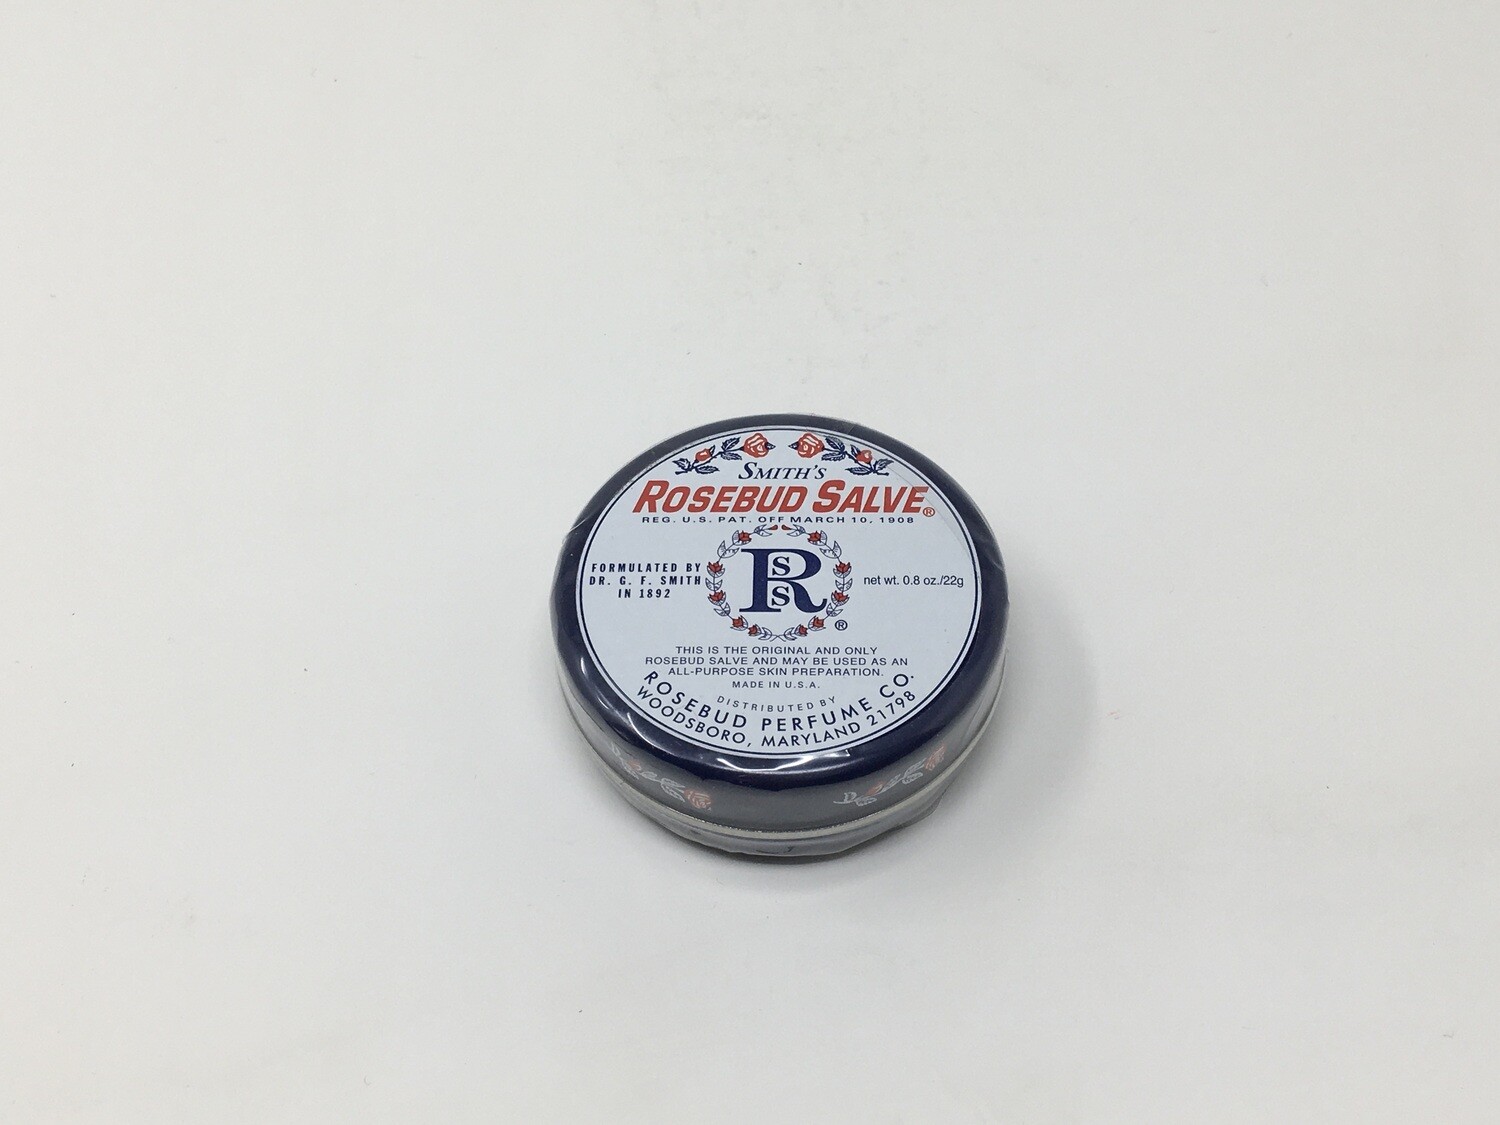 SMITH'S
ROSEBUD SALVE®
REG. U.S. PAT. OFF MARCH 10, 1908
FORMULATED BY
DR. G. F. SMITH
IN 1892
RSS
®
net wt. 0.8 oz./22g
THIS IS THE ORIGINAL AND ONLY
ROSEBUD SALVE AND MAY BE USED AS AN
ALL-PURPOSE SKIN PREPARATION.
MADE IN U.S.A.
DISTRIBUTED BY
ROSEBUD PERFUME CO.
WOODSBORO, MARYLAND 21798